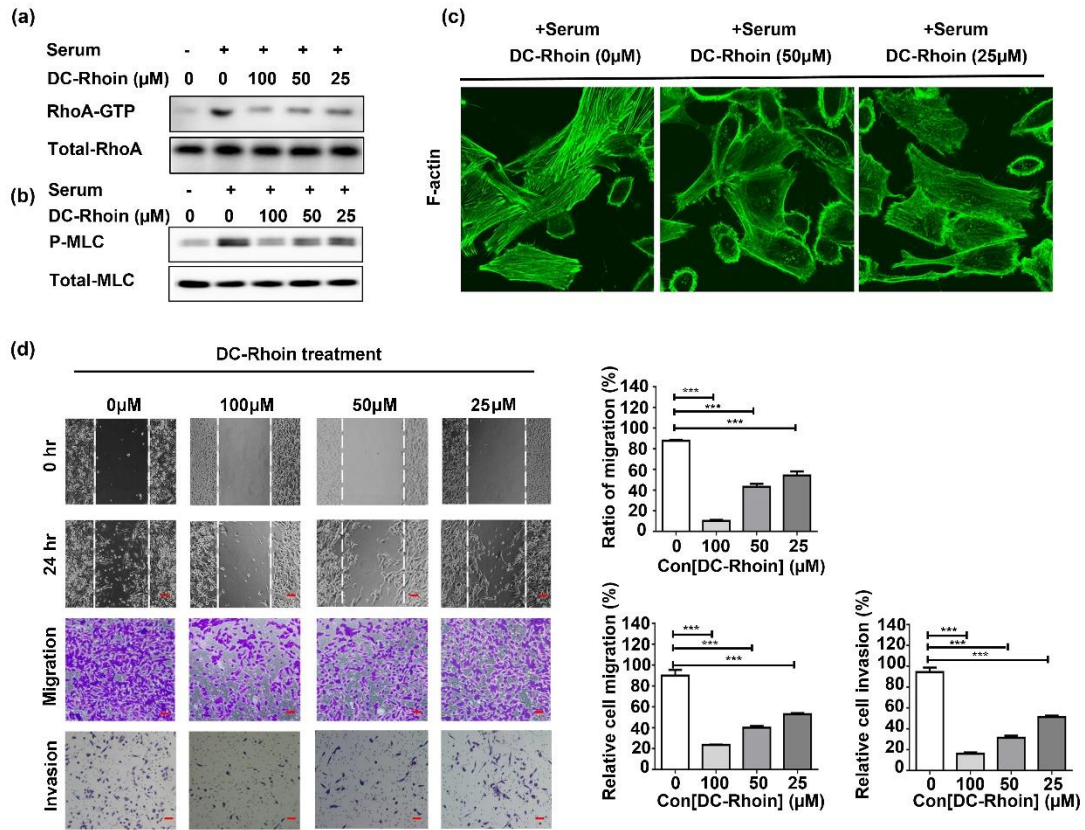 (a)
Serum - + + + +
DC-Rhoin (μM) 0 0 100 50 25
RhoA-GTP
Total-RhoA
(b)
Serum - + + + +
DC-Rhoin (μM) 0 0 100 50 25
P-MLC
Total-MLC
(c)
+Serum +Serum +Serum
DC-Rhoin (0μM) DC-Rhoin (50μM) DC-Rhoin (25μM)
F-actin
(d)
DC-Rhoin treatment
0μM 100μM 50μM 25μM
0 hr
24 hr
Migration
Invasion
Ratio of migration (%)
140
120
100
80
60
40
20
0
***
***
***
0 100 50 25
Con[DC-Rhoin] (μM)
Relative cell migration (%)
140
120
100
80
60
40
20
0
***
***
***
0 100 50 25
Con[DC-Rhoin] (μM)
Relative cell invasion (%)
140
120
100
80
60
40
20
0
***
***
***
0 100 50 25
Con[DC-Rhoin] (μM)